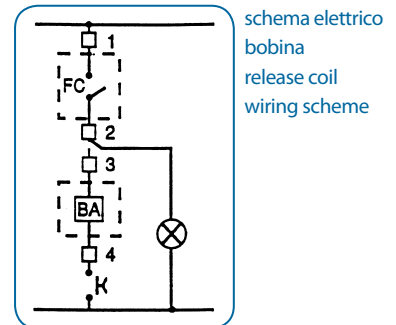 schema elettrico
bobina
release coil
wiring scheme
1
FC
2
3
BA
4
K